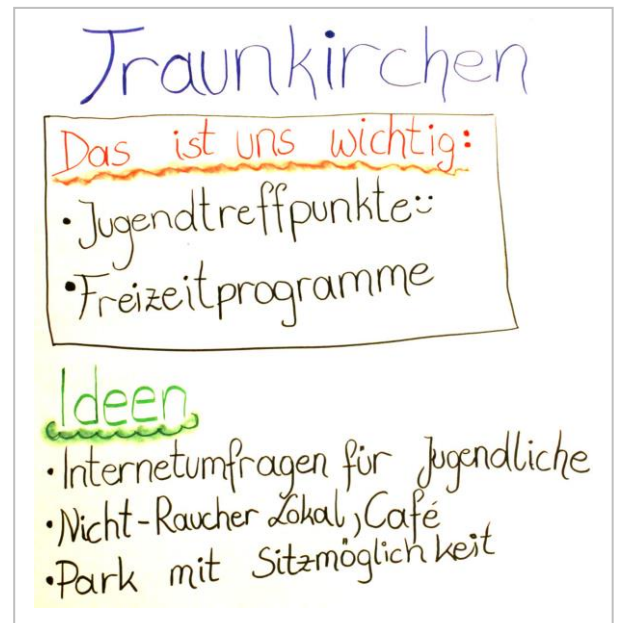 Traunkirchen
Das ist uns wichtig:
• Jugendtreffpunkte :)
• Freizeitprogramme
Ideen
• Internetumfragen für Jugendliche
• Nicht-Raucher Lokal, Café
• Park mit Sitzmöglichkeit